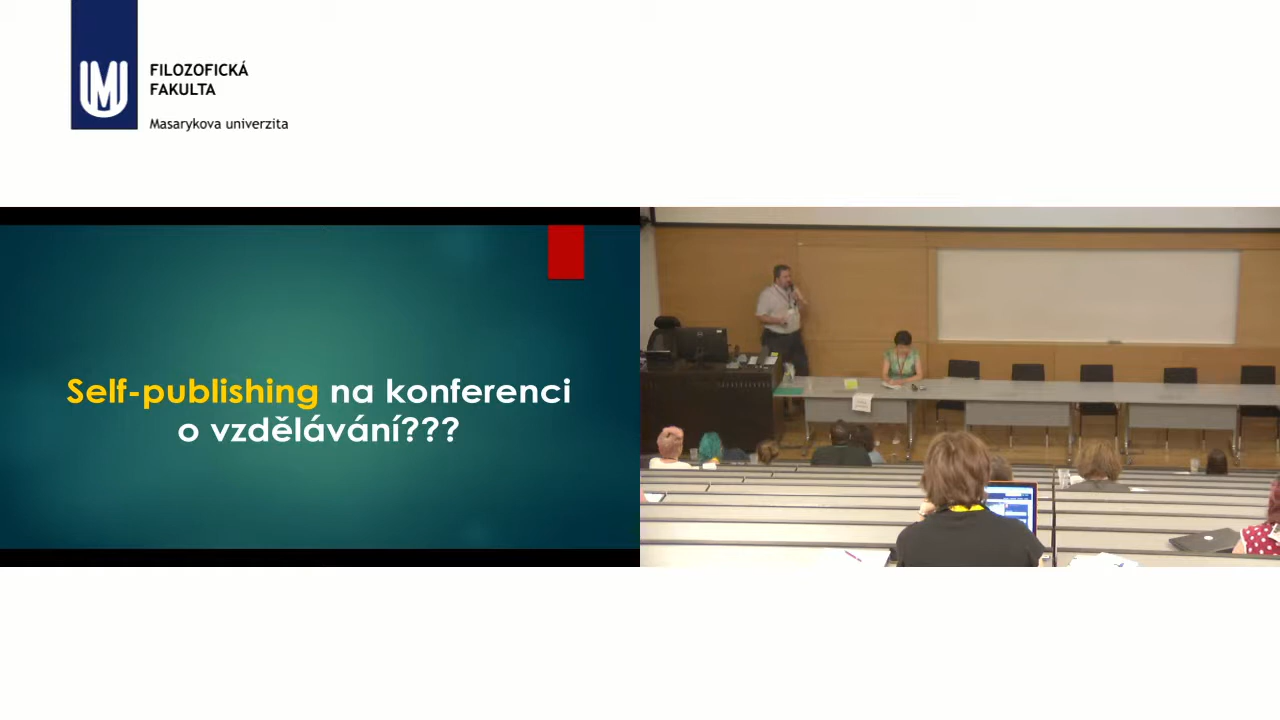 FILOZOFICKÁ
FAKULTA
Masarykova univerzita
Self-publishing na konferenci
o vzdělávání???